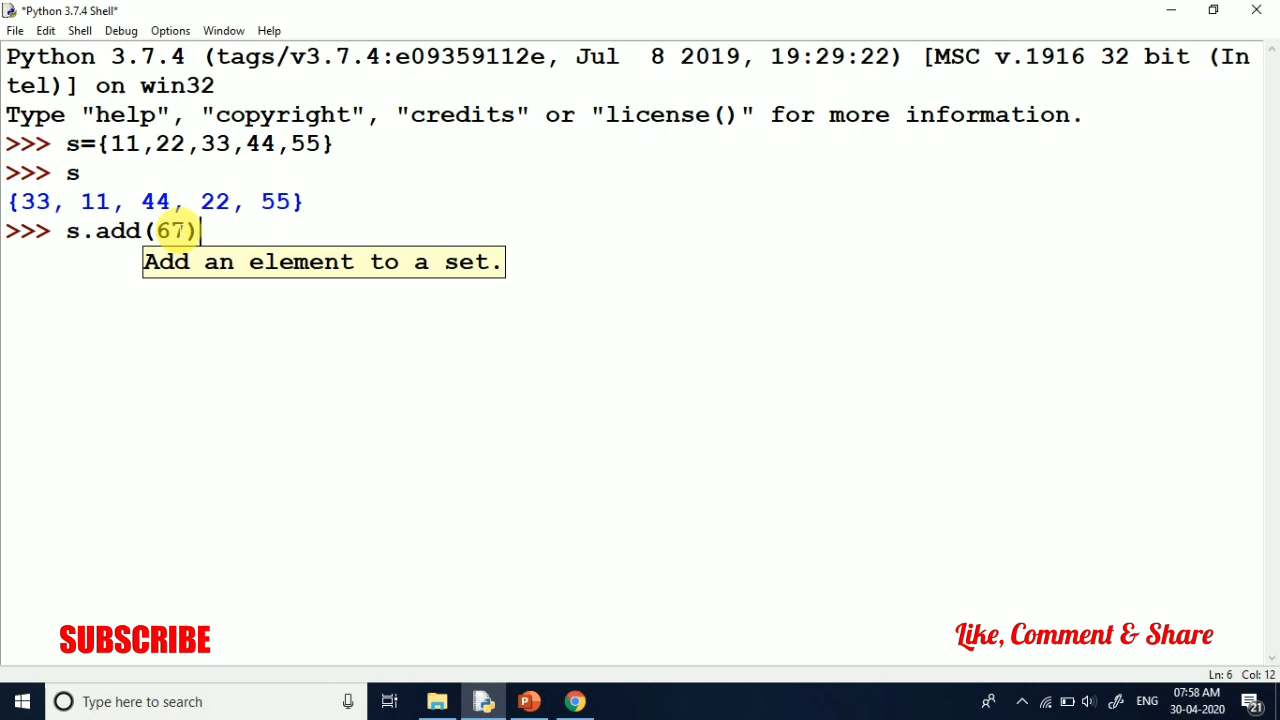 *Python 3.7.4 Shell*
File Edit Shell Debug Options Window Help
Python 3.7.4 (tags/v3.7.4:e09359112e, Jul  8 2019, 19:29:22) [MSC v.1916 32 bit (In
tel)] on win32
Type "help", "copyright", "credits" or "license()" for more information.
>>> s={11,22,33,44,55}
>>> s
{33, 11, 44, 22, 55}
>>> s.add(67)
Add an element to a set.
SUBSCRIBE
Like, Comment & Share
Ln: 6 Col: 12
Type here to search
ENG
07:58 AM
30-04-2020
21